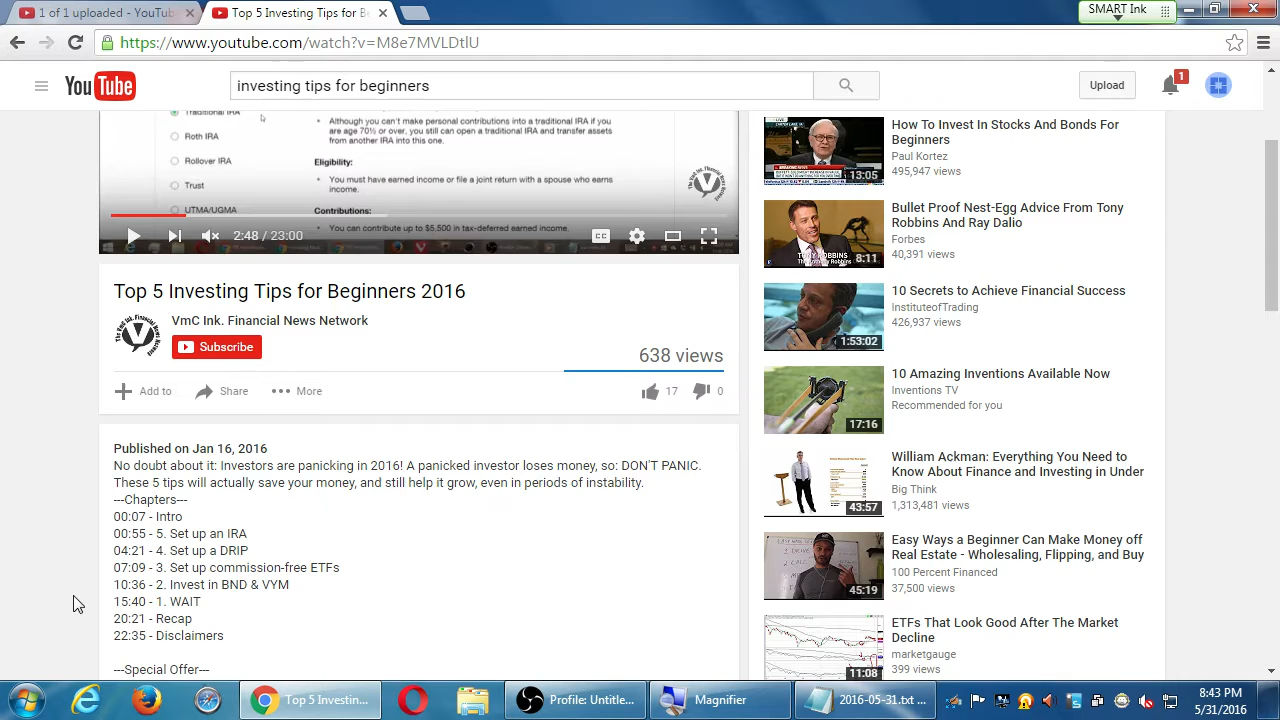 1 of 1 uploaded - YouTube
Top 5 Investing Tips for Be
SMART Ink
https://www.youtube.com/watch?v=M8e7MVLDtlU
YouTube
investing tips for beginners
Upload
1
Traditional IRA
Roth IRA
Rollover IRA
Trust
UTMA/UGMA
Although you can't make personal contributions into a traditional IRA if you
are age 70½ or over, you still can open a traditional IRA and transfer assets
from another IRA into this one.
Eligibility:
You must have earned income or file a joint return with a spouse who earns
income.
Contributions:
You can contribute up to $5,500 in tax-deferred earned income.
2:48 / 23:00
CC
Top 5 Investing Tips for Beginners 2016
VmC Ink. Financial News Network
Subscribe
638 views
Add to
Share
More
17
0
Published on Jan 16, 2016
No doubt about it: Investors are panicking in 2016! A panicked investor loses money, so: DON'T PANIC.
These 5 tips will actually save your money, and still help it grow, even in periods of instability.
---Chapters---
00:07 - Intro
00:55 - 5. Set up an IRA
04:21 - 4. Set up a DRIP
07:09 - 3. Set up commission-free ETFs
10:36 - 2. Invest in BND & VYM
15:40 - 1. WAIT
20:21 - Recap
22:35 - Disclaimers
---Special Offer---
13:05
How To Invest In Stocks And Bonds For
Beginners
Paul Kortez
495,947 views
TONY ROBBINS
8:11
Bullet Proof Nest-Egg Advice From Tony
Robbins And Ray Dalio
Forbes
40,391 views
1:53:02
10 Secrets to Achieve Financial Success
InstituteofTrading
426,937 views
17:16
10 Amazing Inventions Available Now
Inventions TV
Recommended for you
43:57
William Ackman: Everything You Need to
Know About Finance and Investing in Under
Big Think
1,313,481 views
45:19
Easy Ways a Beginner Can Make Money off
Real Estate - Wholesaling, Flipping, and Buy
100 Percent Financed
37,500 views
11:08
ETFs That Look Good After The Market
Decline
marketgauge
399 views
Top 5 Investin...
Profile: Untitle...
Magnifier
2016-05-31.txt ...
8:43 PM
5/31/2016